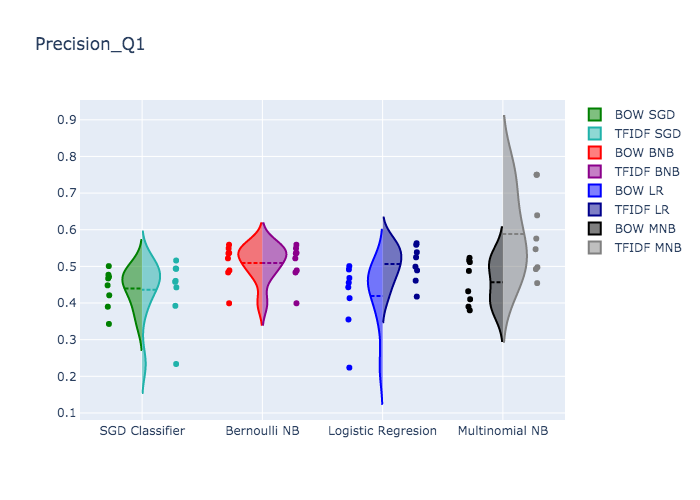 Precision_Q1
0.9
0.8
0.7
0.6
0.5
0.4
0.3
0.2
0.1
SGD Classifier
Bernoulli NB
Logistic Regresion
Multinomial NB
BOW SGD
TFIDF SGD
BOW BNB
TFIDF BNB
BOW LR
TFIDF LR
BOW MNB
TFIDF MNB